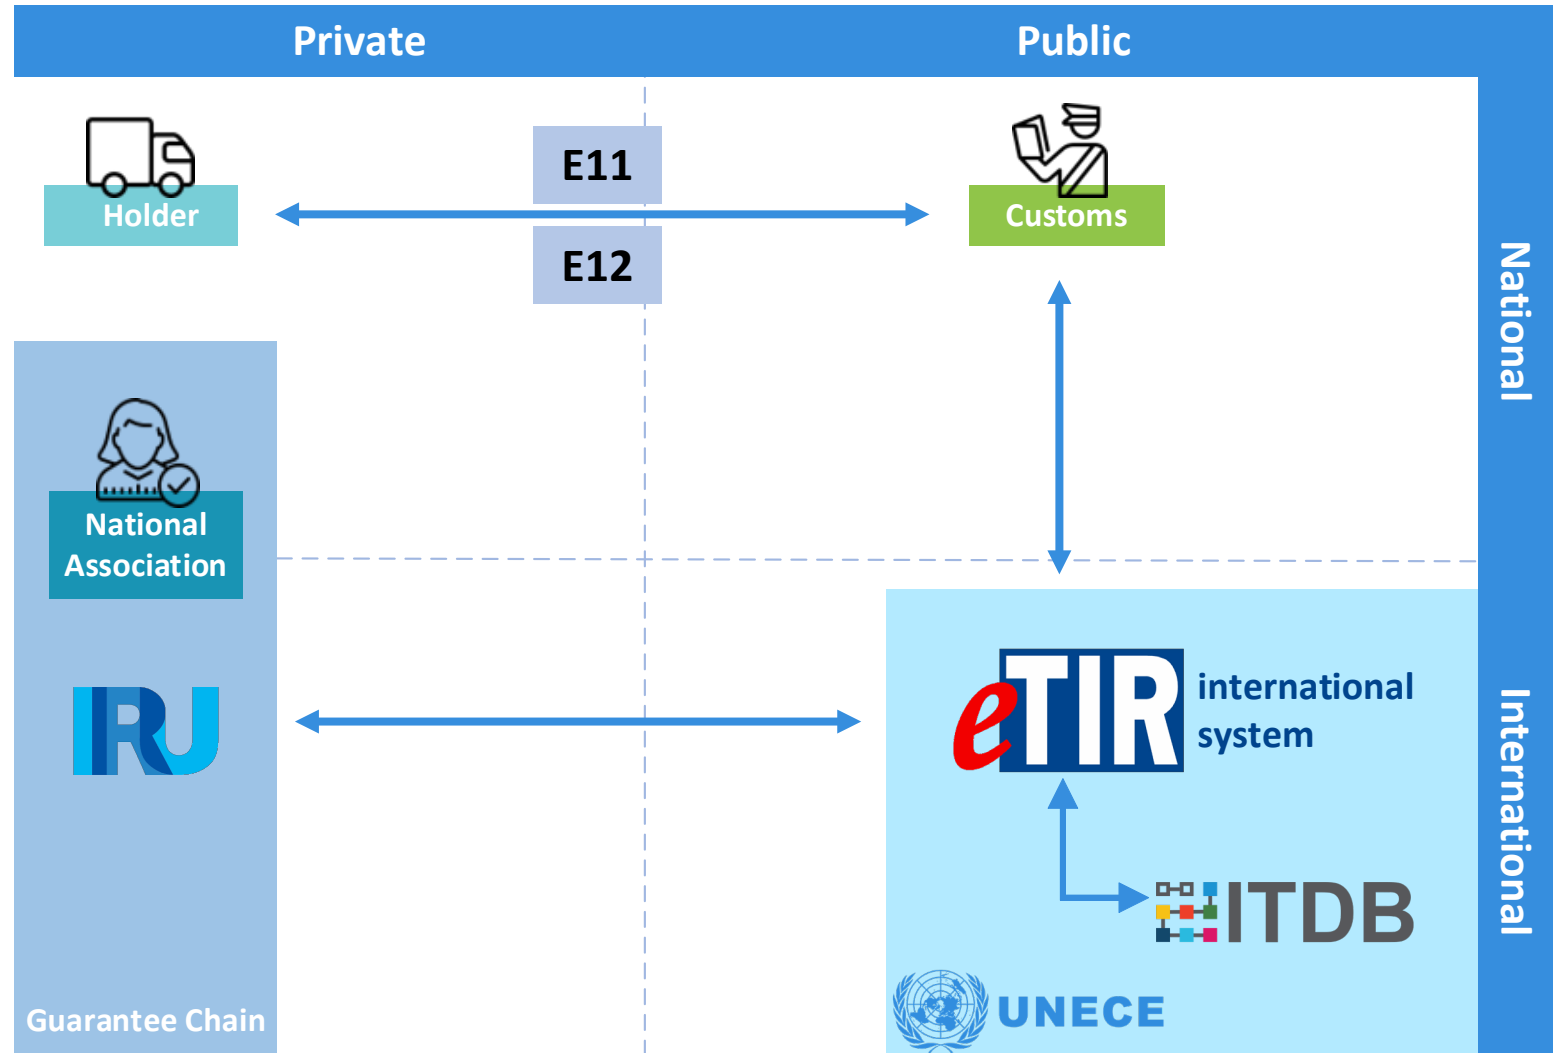 Private
Public
E11
Holder
Customs
E12
National
National
Association
IRU
eTIR
international
system
International
ITDB
Guarantee Chain
UNECE